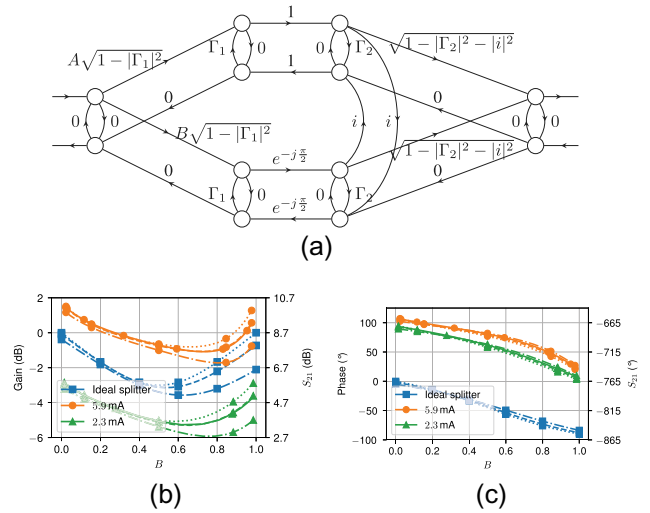 1
A√1−|Γ₁|²
Γ₁ 0 Γ₂ 0
√1−|Γ₂|²−|i|²
1
0 0
0 0 0 0
B√1−|Γ₁|² i i
√1−|Γ₂|²−|i|²
e^{−jπ/2}
0 0
Γ₁ 0 0 Γ₂
e^{−jπ/2}
(a)
Gain (dB)
2
0
−2
−4
−6
10.7
8.7
6.7
4.7
2.7
S₂₁ (dB)
Ideal splitter
5.9 mA
2.3 mA
0.0 0.2 0.4 0.6 0.8 1.0
B
(b)
Phase (°)
100
50
0
−50
−100
−665
−715
−765
−815
−865
S₂₁ (°)
Ideal splitter
5.9 mA
2.3 mA
0.0 0.2 0.4 0.6 0.8 1.0
B
(c)